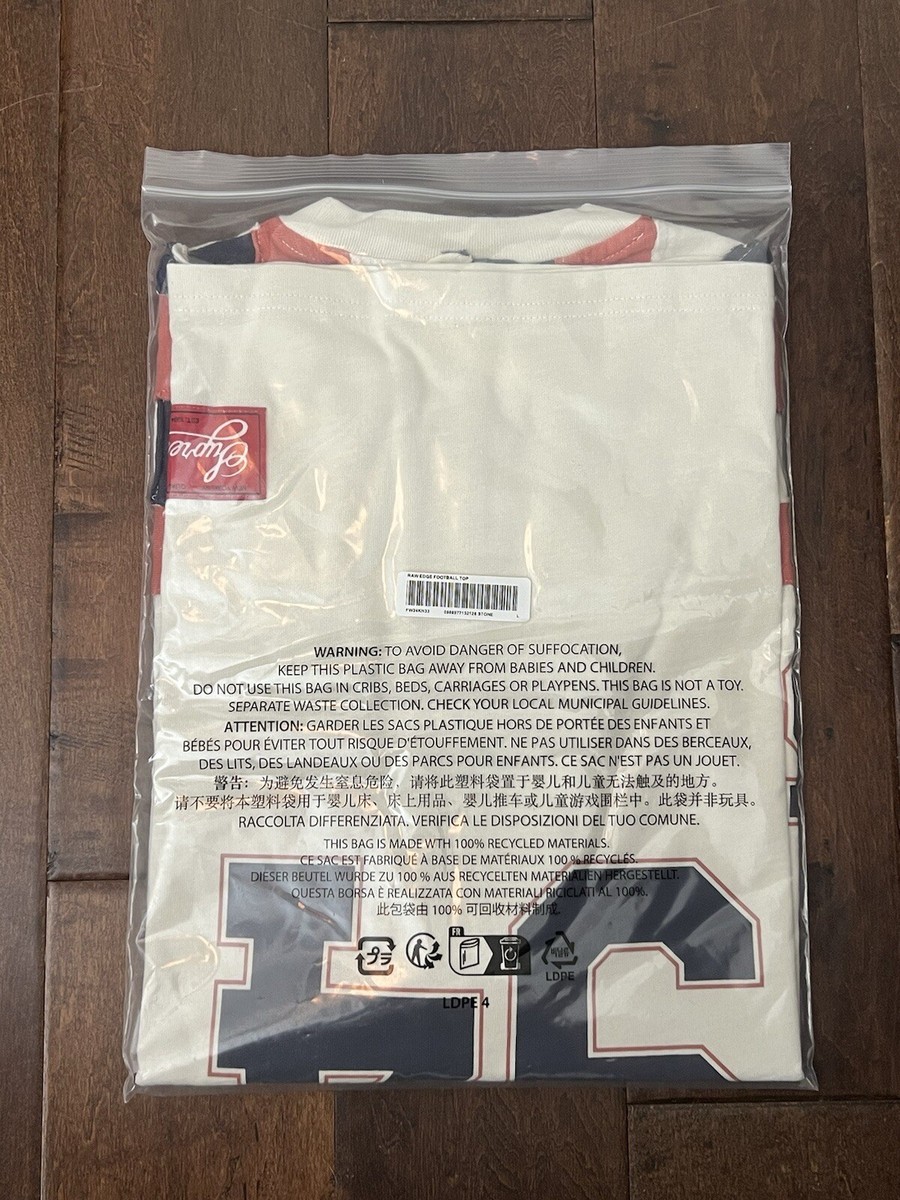 Supre
RAW EDGE FOOTBALL TOP
FW24KN33
STONE
L
WARNING: TO AVOID DANGER OF SUFFOCATION,
KEEP THIS PLASTIC BAG AWAY FROM BABIES AND CHILDREN.
DO NOT USE THIS BAG IN CRIBS, BEDS, CARRIAGES OR PLAYPENS. THIS BAG IS NOT A TOY.
SEPARATE WASTE COLLECTION. CHECK YOUR LOCAL MUNICIPAL GUIDELINES.
ATTENTION: GARDER LES SACS PLASTIQUE HORS DE PORTÉE DES ENFANTS ET
BÉBÉS POUR ÉVITER TOUT RISQUE D'ÉTOUFFEMENT. NE PAS UTILISER DANS DES BERCEAUX,
DES LITS, DES LANDEAUX OU DES PARCS POUR ENFANTS. CE SAC N'EST PAS UN JOUET.
警告: 为避免发生窒息危险, 请将此塑料袋置于婴儿和儿童无法触及的地方。
请不要将本塑料袋用于婴儿床、床上用品、婴儿推车或儿童游戏围栏中。此袋并非玩具。
RACCOLTA DIFFERENZIATA. VERIFICA LE DISPOSIZIONI DEL TUO COMUNE.
THIS BAG IS MADE WTH 100% RECYCLED MATERIALS.
CE SAC EST FABRIQUÉ À BASE DE MATÉRIAUX 100 % RECYCLÉS.
DIESER BEUTEL WURDE ZU 100 % AUS RECYCELTEN MATERIALIEN HERGESTELLT.
QUESTA BORSA È REALIZZATA CON MATERIALI RICICLATI AL 100%.
此包袋由 100% 可回收材料制成.
プラ
FR
LDPE
LDPE 4